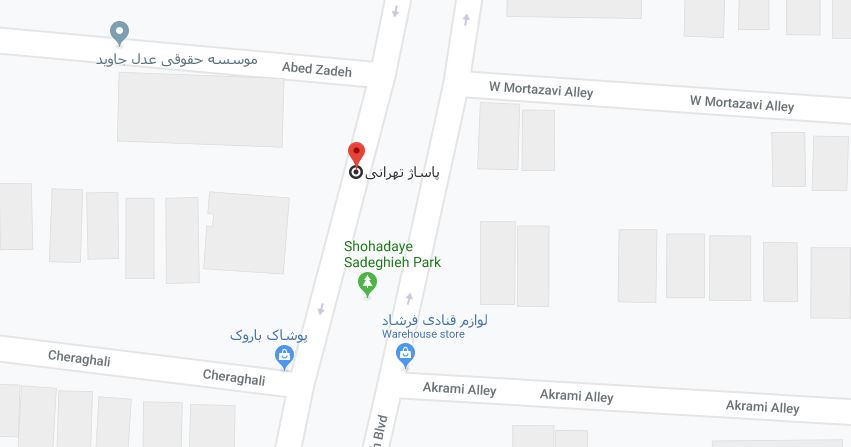 موسسه حقوقی عدل جاوید
Abed Zadeh
W Mortazavi Alley
W Mortazavi Alley
پاساژ تهرانی
Shohadaye
Sadeghieh Park
لوازم قنادی فرشاد
Warehouse store
پوشاک باروک
Cheraghali
Cheraghali
Akrami Alley
Akrami Alley
Akrami Alley
Blvd